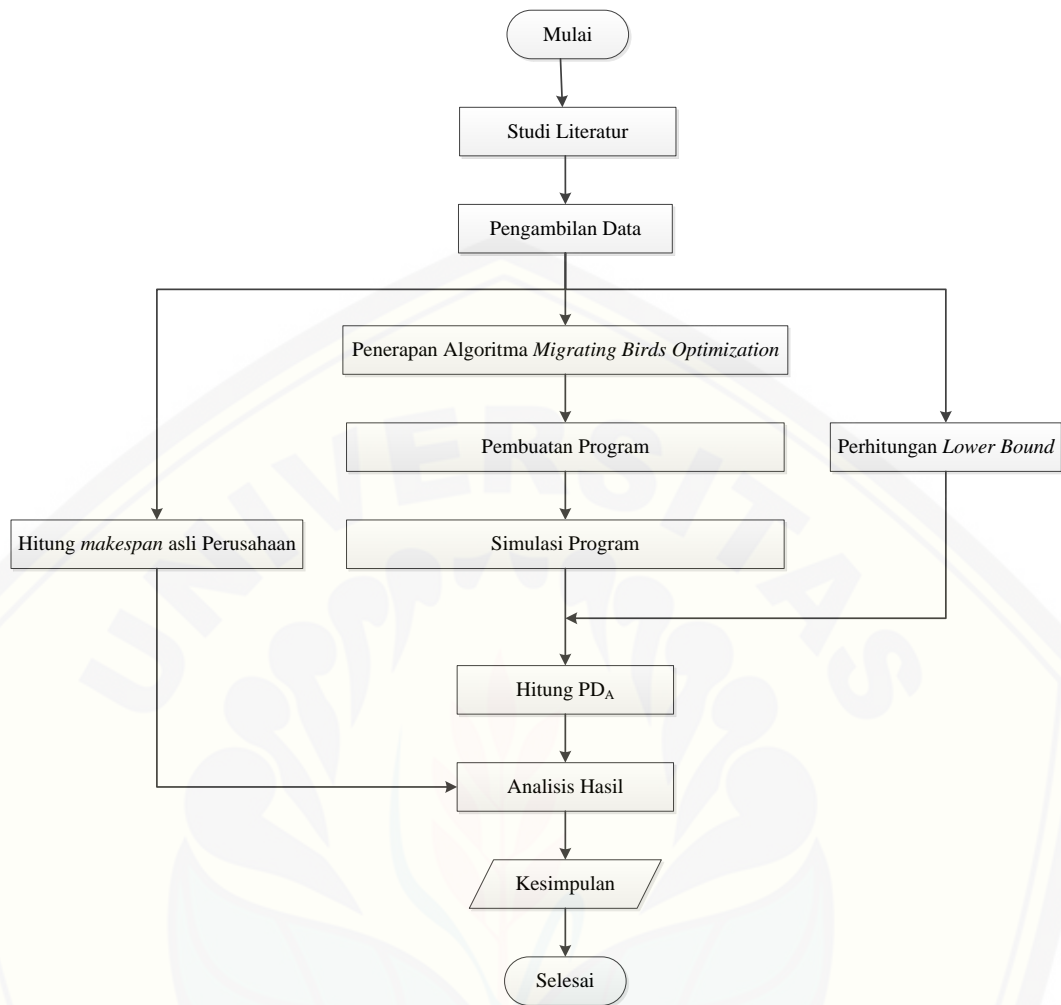 Mulai
Studi Literatur
Pengambilan Data
Penerapan Algoritma Migrating Birds Optimization
Pembuatan Program
Perhitungan Lower Bound
Hitung makespan asli Perusahaan
Simulasi Program
Hitung PDA
Analisis Hasil
Kesimpulan
Selesai
UNIVERSITAS